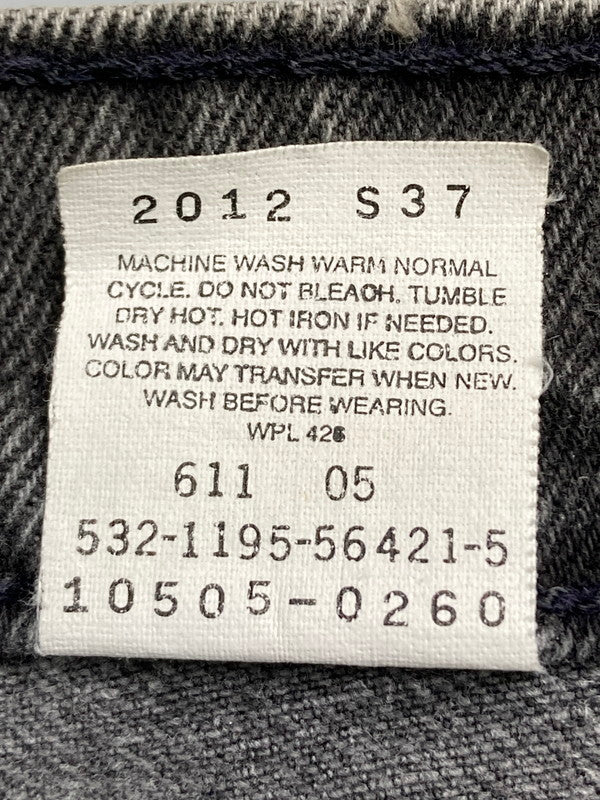 2012 S37
MACHINE WASH WARM NORMAL
CYCLE. DO NOT BLEACH. TUMBLE
DRY HOT. HOT IRON IF NEEDED.
WASH AND DRY WITH LIKE COLORS.
COLOR MAY TRANSFER WHEN NEW.
WASH BEFORE WEARING.
WPL 426
611 05
532-1195-56421-5
10505-0260